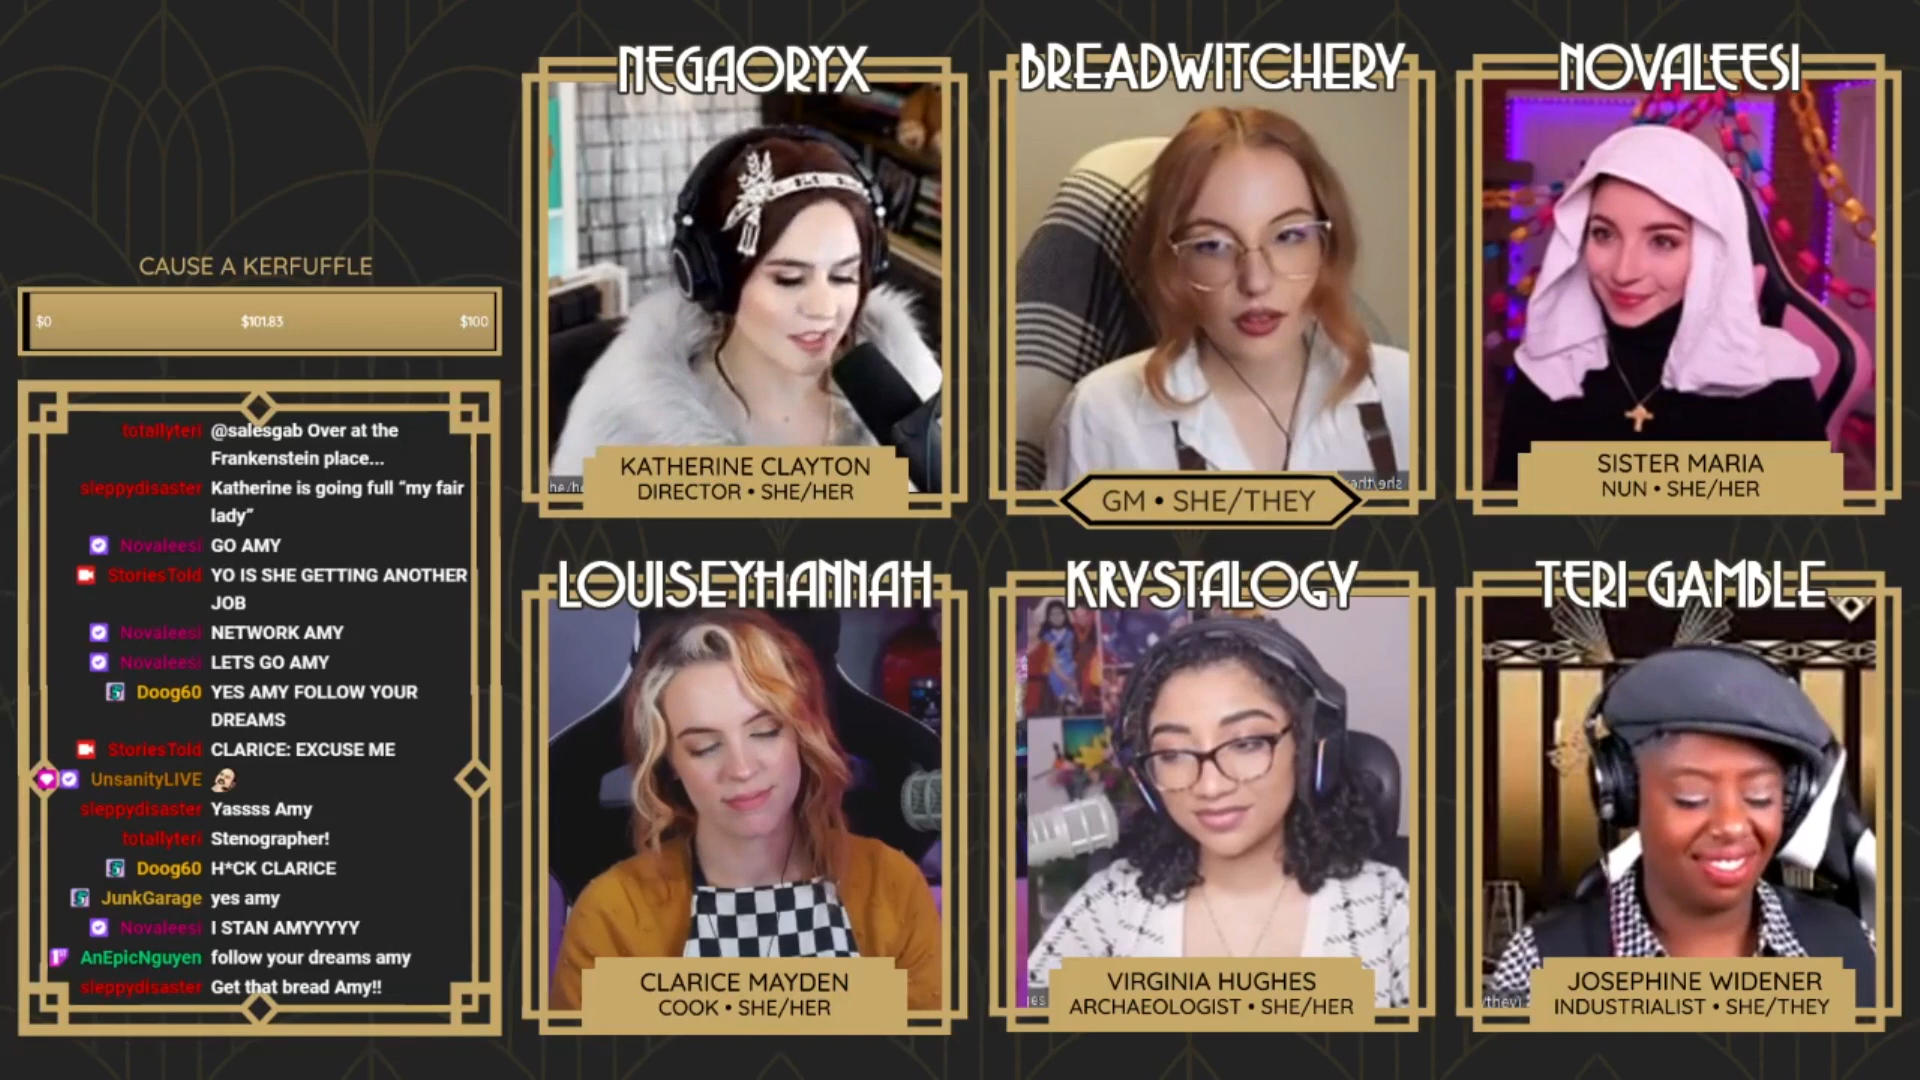 CAUSE A KERFUFFLE
$0 $101.83 $100
totallyteri @salesgab Over at the
Frankenstein place...
sleppydisaster Katherine is going full “my fair
lady”
Novaleesi GO AMY
StoriesTold YO IS SHE GETTING ANOTHER
JOB
Novaleesi NETWORK AMY
Novaleesi LETS GO AMY
Doog60 YES AMY FOLLOW YOUR
DREAMS
StoriesTold CLARICE: EXCUSE ME
UnsanityLIVE
sleppydisaster Yassss Amy
totallyteri Stenographer!
Doog60 H*CK CLARICE
JunkGarage yes amy
Novaleesi I STAN AMYYYYY
AnEpicNguyen follow your dreams amy
sleppydisaster Get that bread Amy!!
NEGAORYX
KATHERINE CLAYTON
DIRECTOR • SHE/HER
BREADWITCHERY
GM • SHE/THEY
NOVALEESI
SISTER MARIA
NUN • SHE/HER
LOUISEYHANNAH
CLARICE MAYDEN
COOK • SHE/HER
KRYSTALOGY
VIRGINIA HUGHES
ARCHAEOLOGIST • SHE/HER
TERI GAMBLE
JOSEPHINE WIDENER
INDUSTRIALIST • SHE/THEY